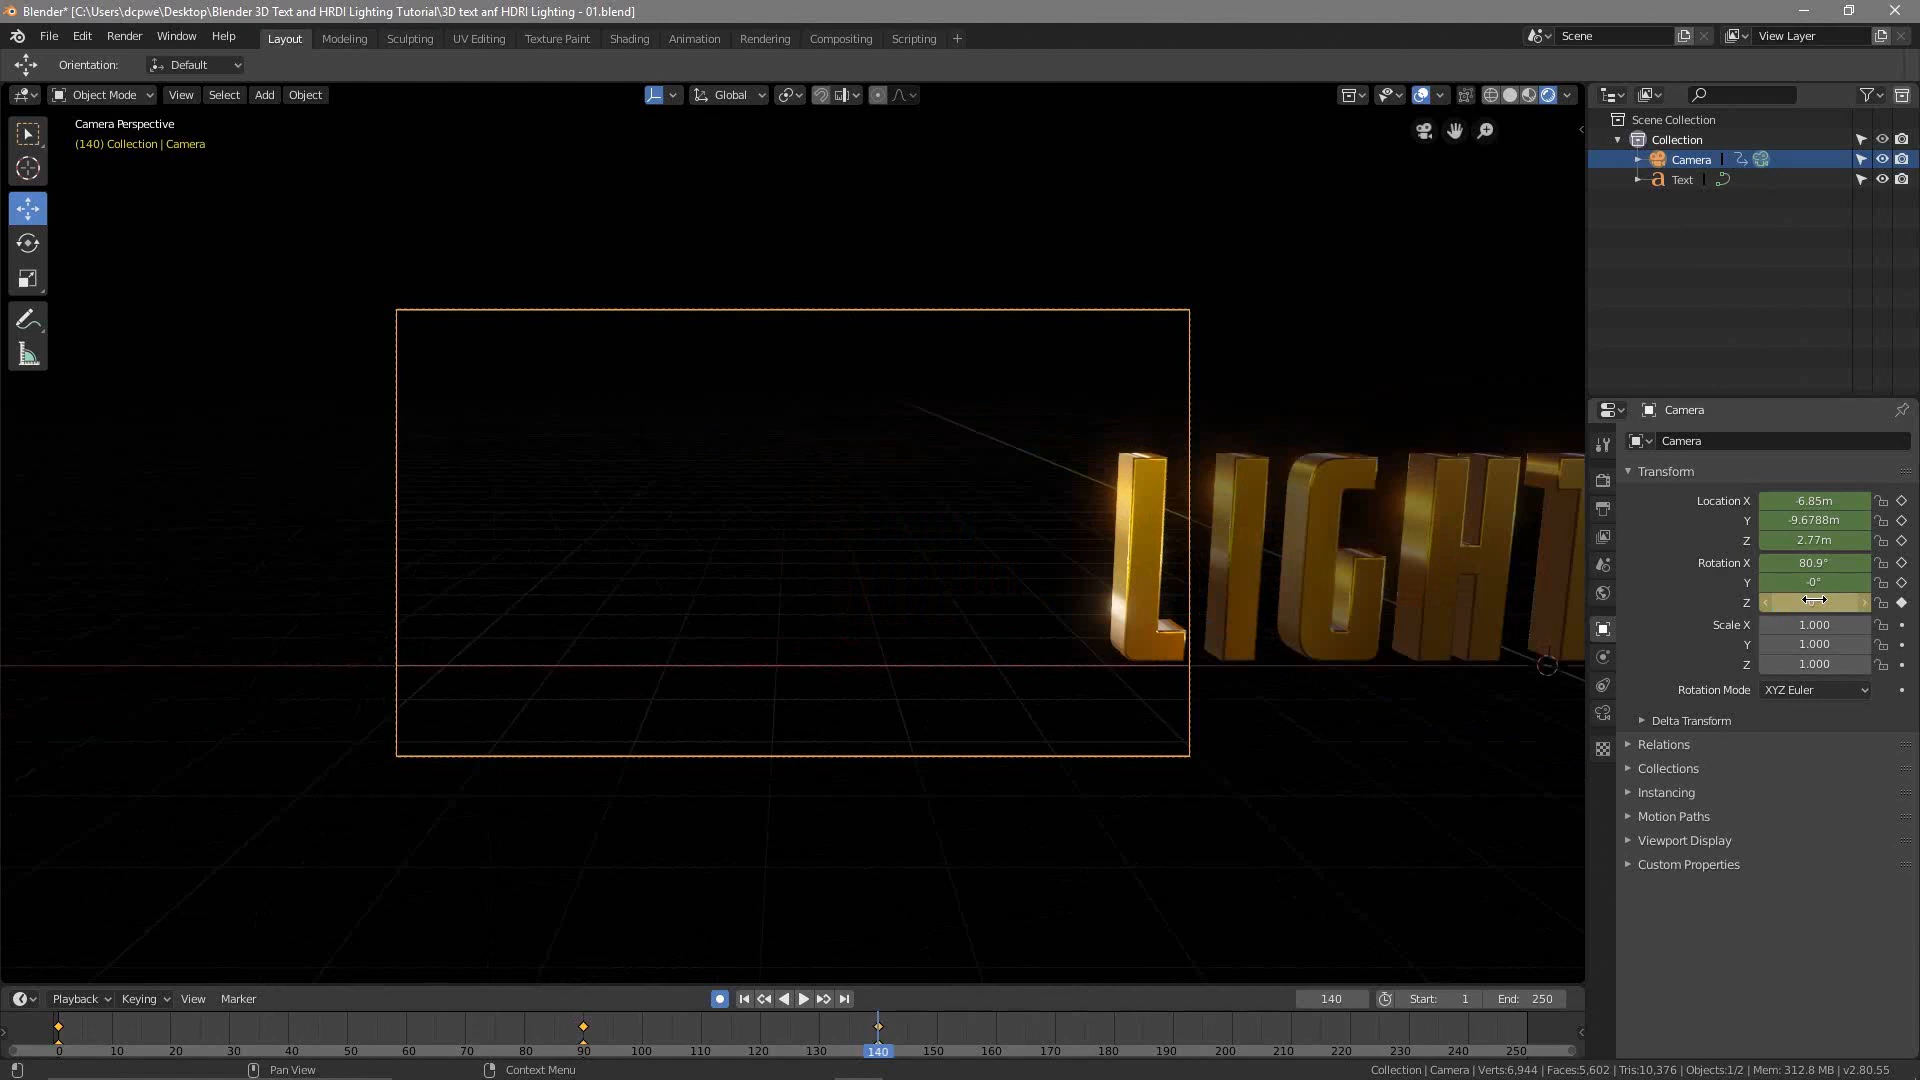 Blender* [C:\Users\dcpwe\Desktop\Blender 3D Text and HRDI Lighting Tutorial\3D text anf HDRI Lighting - 01.blend]
File Edit Render Window Help Layout Modeling Sculpting UV Editing Texture Paint Shading Animation Rendering Compositing Scripting + Scene View Layer
Orientation: Default
Object Mode View Select Add Object Global
Camera Perspective
(140) Collection | Camera
LIGHT
Scene Collection
Collection
Camera
Text
Camera
Camera
Transform
Location X -6.85m
Y -9.6788m
Z 2.77m
Rotation X 80.9°
Y -0°
Z
Scale X 1.000
Y 1.000
Z 1.000
Rotation Mode XYZ Euler
Delta Transform
Relations
Collections
Instancing
Motion Paths
Viewport Display
Custom Properties
Playback Keying View Marker 140 Start: 1 End: 250
0 10 20 30 40 50 60 70 80 90 100 110 120 130 140 150 160 170 180 190 200 210 220 230 240 250
Pan View Context Menu Collection | Camera | Verts:6,944 | Faces:5,602 | Tris:10,376 | Objects:1/2 | Mem: 312.8 MB | v2.80.55